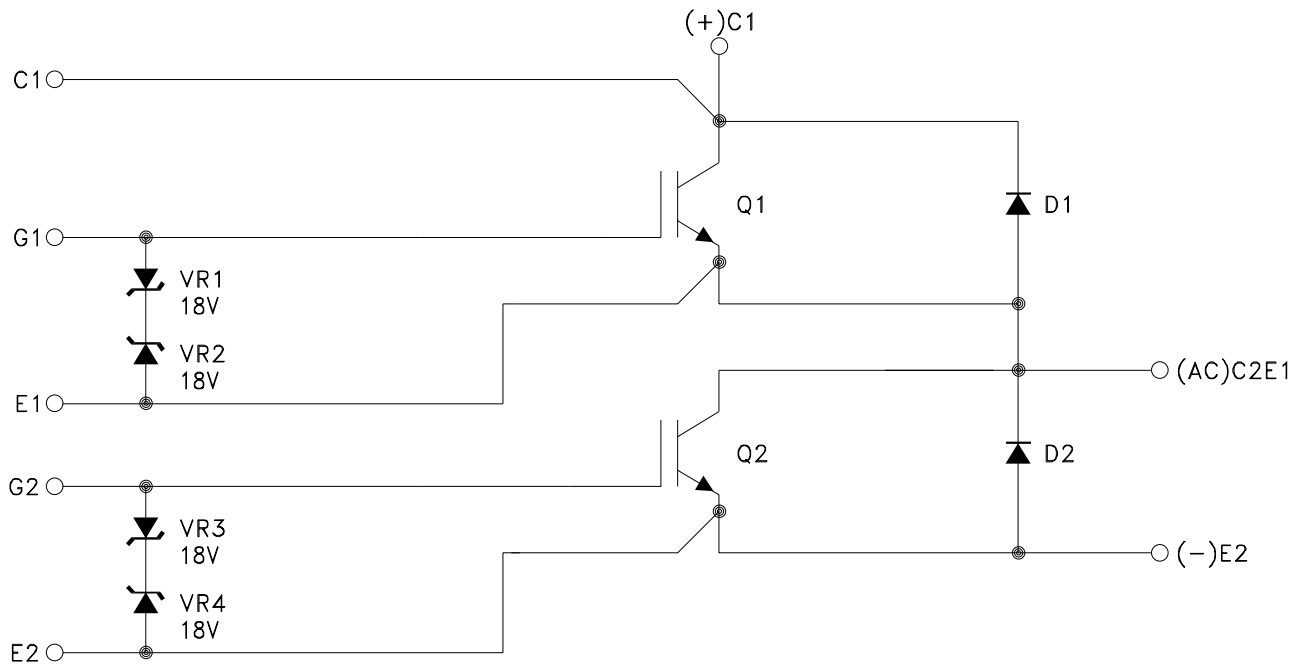 (+)C1
C1
Q1
D1
G1
VR1
18V
VR2
18V
(AC)C2E1
E1
Q2
D2
G2
VR3
18V
(-)E2
VR4
18V
E2